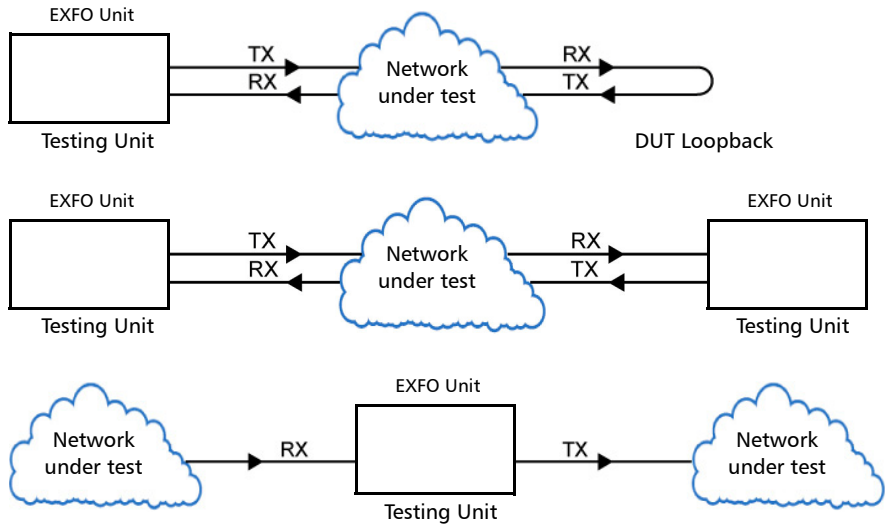 EXFO Unit
TX
RX
Network
under test
RX
TX
Testing Unit
DUT Loopback
EXFO Unit
EXFO Unit
TX
RX
Network
under test
RX
TX
Testing Unit
Testing Unit
EXFO Unit
Network
under test
RX
TX
Network
under test
Testing Unit